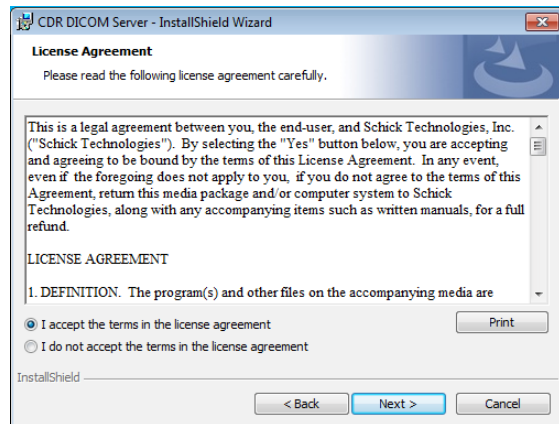 CDR DICOM Server - InstallShield Wizard
License Agreement
Please read the following license agreement carefully.
This is a legal agreement between you, the end-user, and Schick Technologies, Inc.
("Schick Technologies").  By selecting the "Yes" button below, you are accepting
and agreeing to be bound by the terms of this License Agreement.  In any event,
even if  the foregoing does not apply to you,  if you do not agree to the terms of this
Agreement, return this media package and/or computer system to Schick
Technologies, along with any accompanying items such as written manuals, for a full
refund.
LICENSE AGREEMENT
1. DEFINITION.  The program(s) and other files on the accompanying media are
I accept the terms in the license agreement
Print
I do not accept the terms in the license agreement
InstallShield
< Back
Next >
Cancel